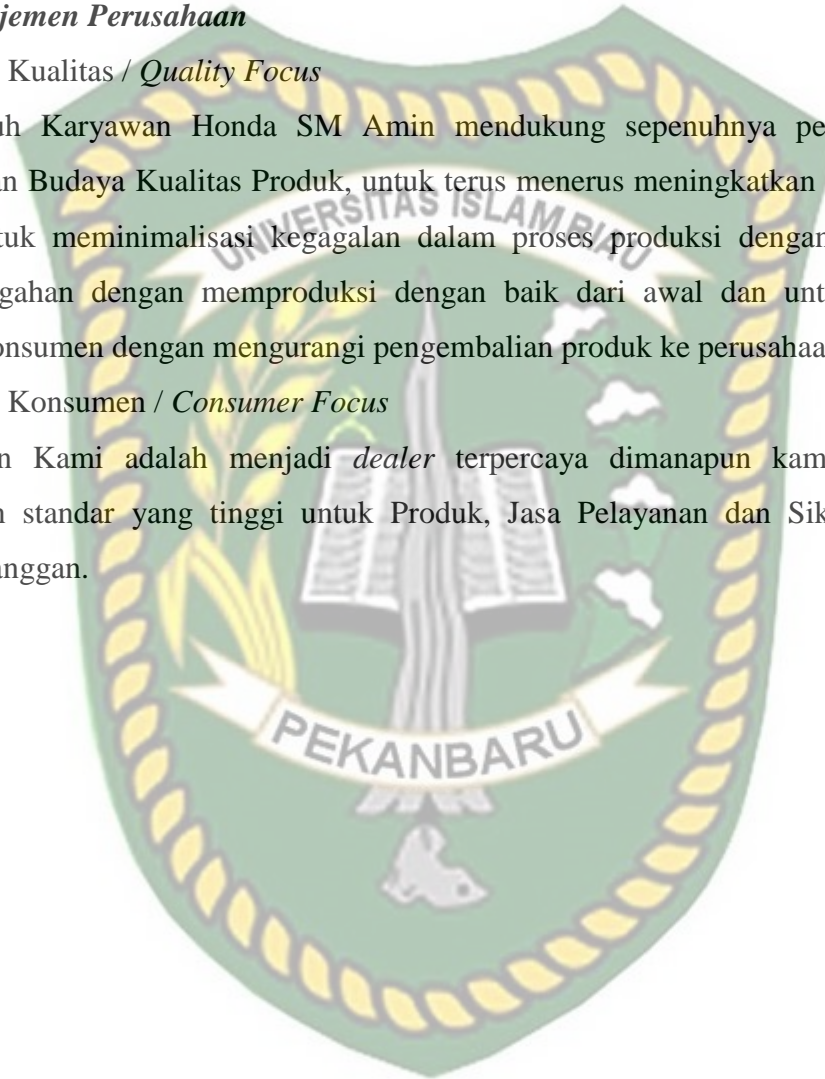 jemen Perusahaan
Kualitas / Quality Focus
uh Karyawan Honda SM Amin mendukung sepenuhnya pe
an Budaya Kualitas Produk, untuk terus menerus meningkatkan
UNIVERSITAS ISLAM RIAU
tuk meminimalisasi kegagalan dalam proses produksi dengan
gahan dengan memproduksi dengan baik dari awal dan unt
onsumen dengan mengurangi pengembalian produk ke perusahaa
Konsumen / Consumer Focus
n Kami adalah menjadi dealer terpercaya dimanapun kam
n standar yang tinggi untuk Produk, Jasa Pelayanan dan Sik
anggan.
PEKANBARU